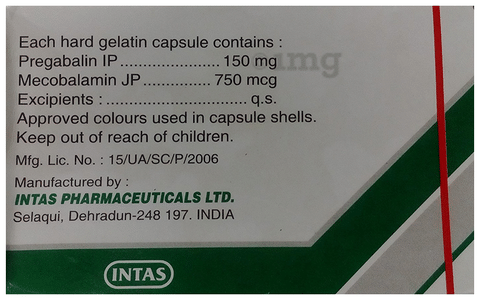 Each hard gelatin capsule contains :
Pregabalin IP...................... 150 mg
Mecobalamin JP............... 750 mcg
Excipients : ................................ q.s.
Approved colours used in capsule shells.
Keep out of reach of children.
Mfg. Lic. No. : 15/UA/SC/P/2006
Manufactured by :
INTAS PHARMACEUTICALS LTD.
Selaqui, Dehradun-248 197. INDIA
INTAS